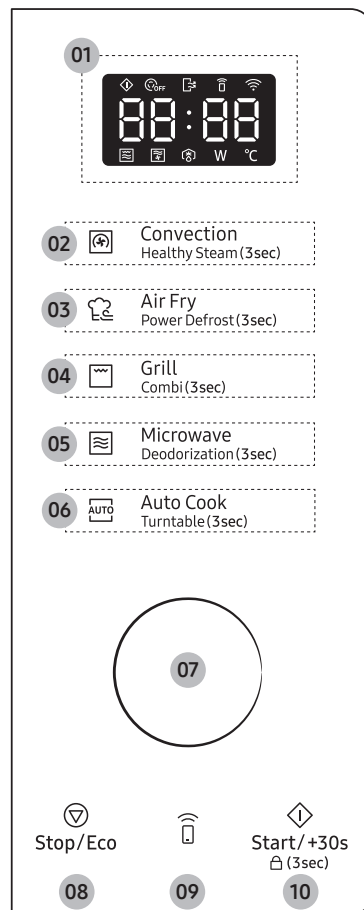 01
OFF
88:88
W °C
02 Convection
Healthy Steam (3sec)
03 Air Fry
Power Defrost (3sec)
04 Grill
Combi (3sec)
05 Microwave
Deodorization (3sec)
06 AUTO Auto Cook
Turntable (3sec)
07
Stop/Eco Start/+30s
(3sec)
08 09 10